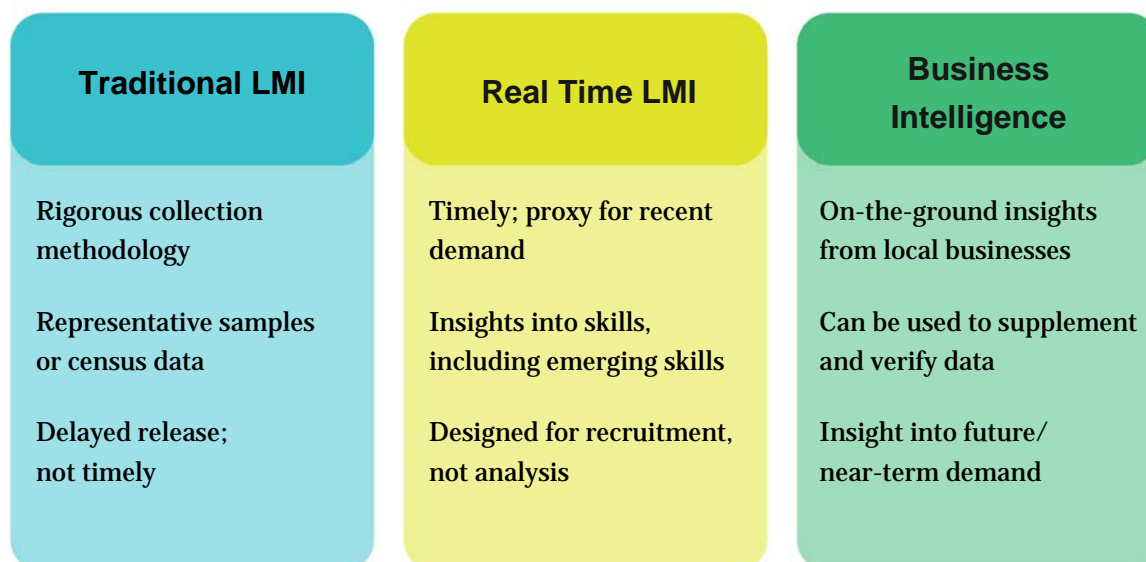 Traditional LMI
Rigorous collection
methodology
Representative samples
or census data
Delayed release;
not timely
Real Time LMI
Timely; proxy for recent
demand
Insights into skills,
including emerging skills
Designed for recruitment,
not analysis
Business
Intelligence
On-the-ground insights
from local businesses
Can be used to supplement
and verify data
Insight into future/
near-term demand